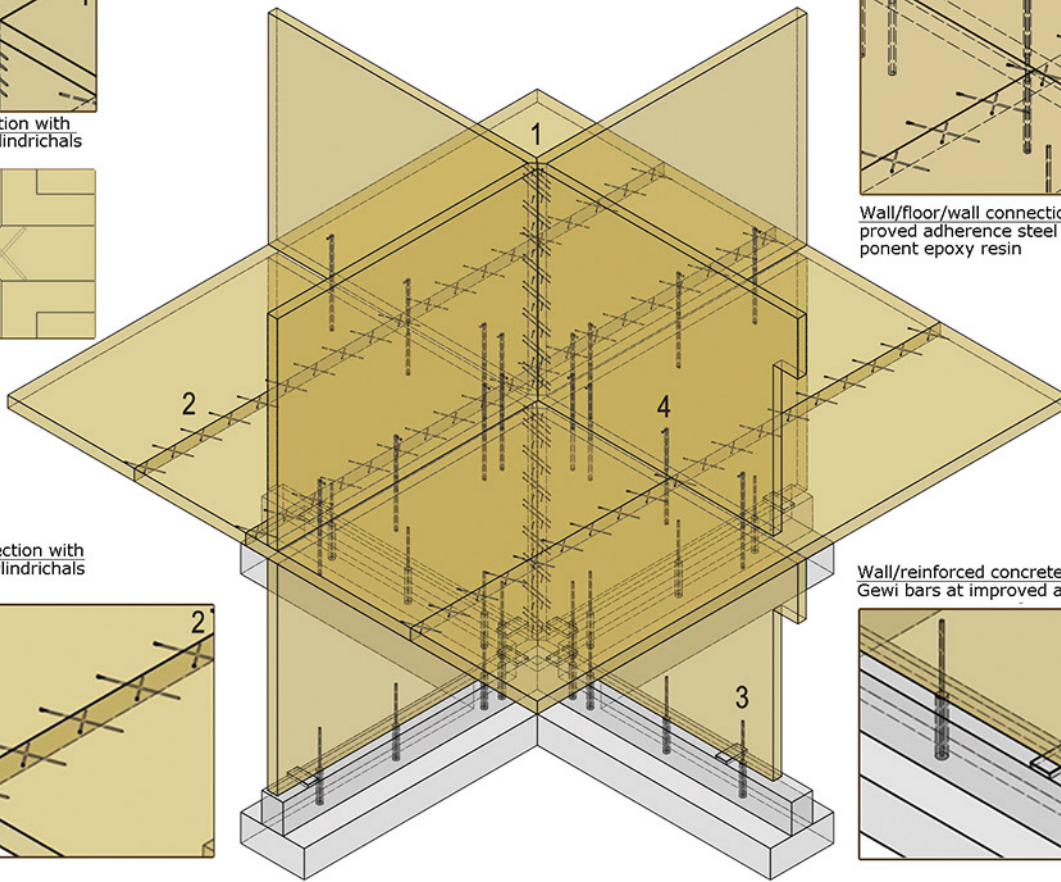 tion with
lindrichals
1
Wall/floor/wall connectio
proved adherence steel
ponent epoxy resin
2
4
ection with
lindrichals
Wall/reinforced concrete
Gewi bars at improved a
2
3